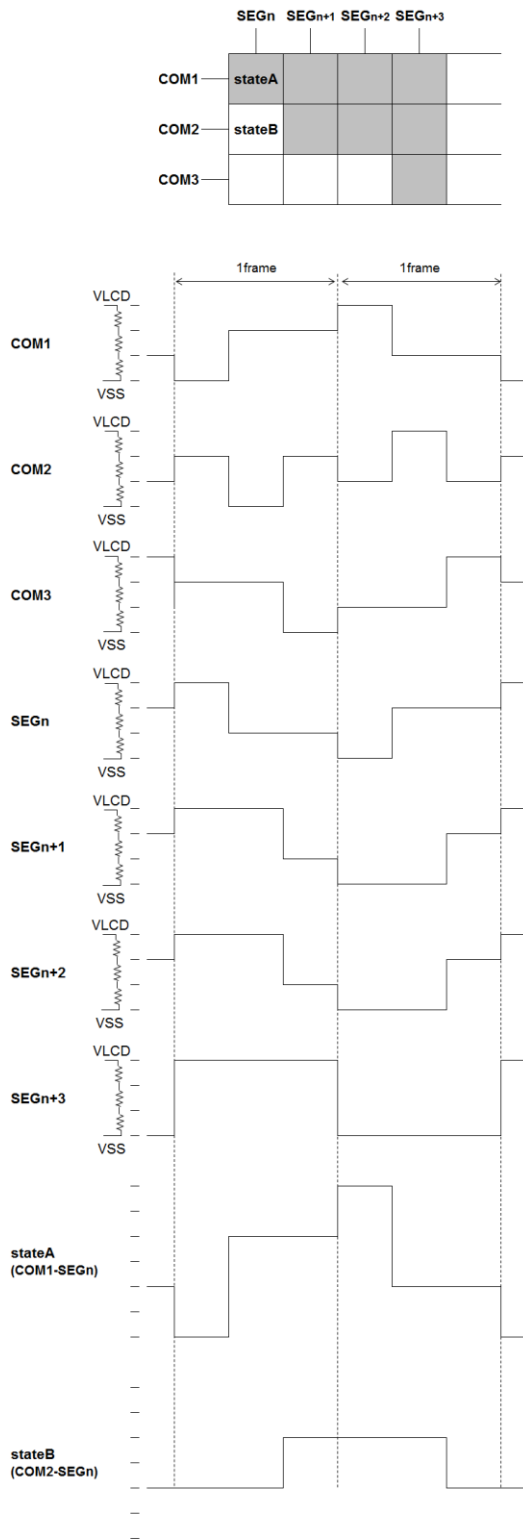 SEGn SEGn+1 SEGn+2 SEGn+3
COM1 stateA
COM2 stateB
COM3
1frame 1frame
VLCD
COM1
VSS
VLCD
COM2
VSS
VLCD
COM3
VSS
VLCD
SEGn
VSS
VLCD
SEGn+1
VSS
VLCD
SEGn+2
VSS
VLCD
SEGn+3
VSS
stateA
(COM1-SEGn)
stateB
(COM2-SEGn)